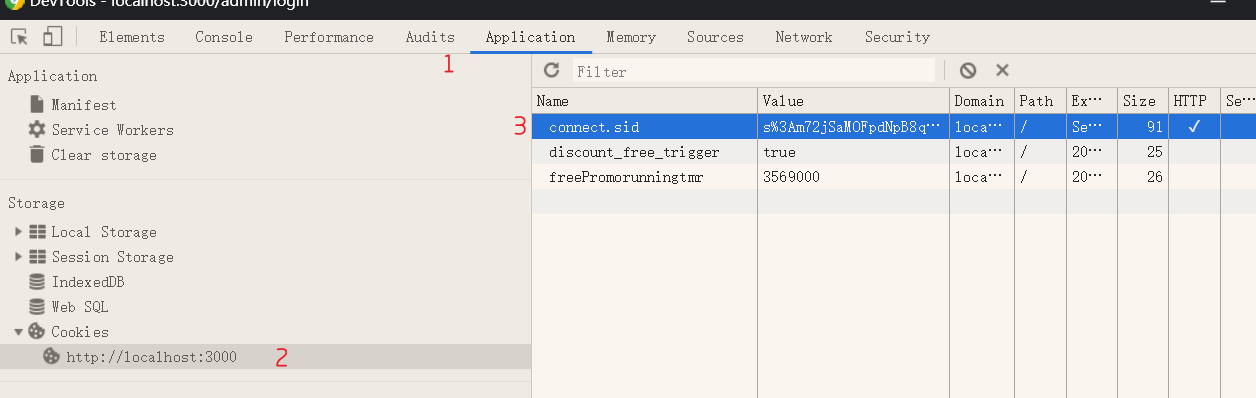 DevTools - localhost:3000/admin/login
Elements Console Performance Audits Application Memory Sources Network Security
1
Application
Manifest
Service Workers
Clear storage
Storage
Local Storage
Session Storage
IndexedDB
Web SQL
Cookies
http://localhost:3000 2
Filter
Name Value Domain Path Ex… Size HTTP Se…
3 connect.sid s%3Am72jSaMOFpdNpB8q… loca… / Se… 91 ✓
discount_free_trigger true loca… / 20… 25
freePromorunningtmr 3569000 loca… / 20… 26